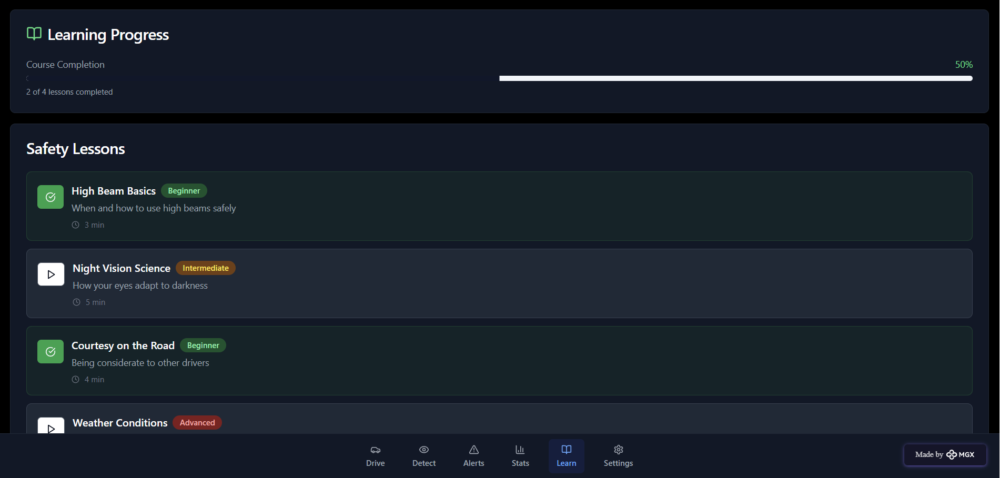 Learning Progress
Course Completion
50%
2 of 4 lessons completed
Safety Lessons
High Beam Basics Beginner
When and how to use high beams safely
3 min
Night Vision Science Intermediate
How your eyes adapt to darkness
5 min
Courtesy on the Road Beginner
Being considerate to other drivers
4 min
Weather Conditions Advanced
Drive Detect Alerts Stats Learn Settings
Made by MGX